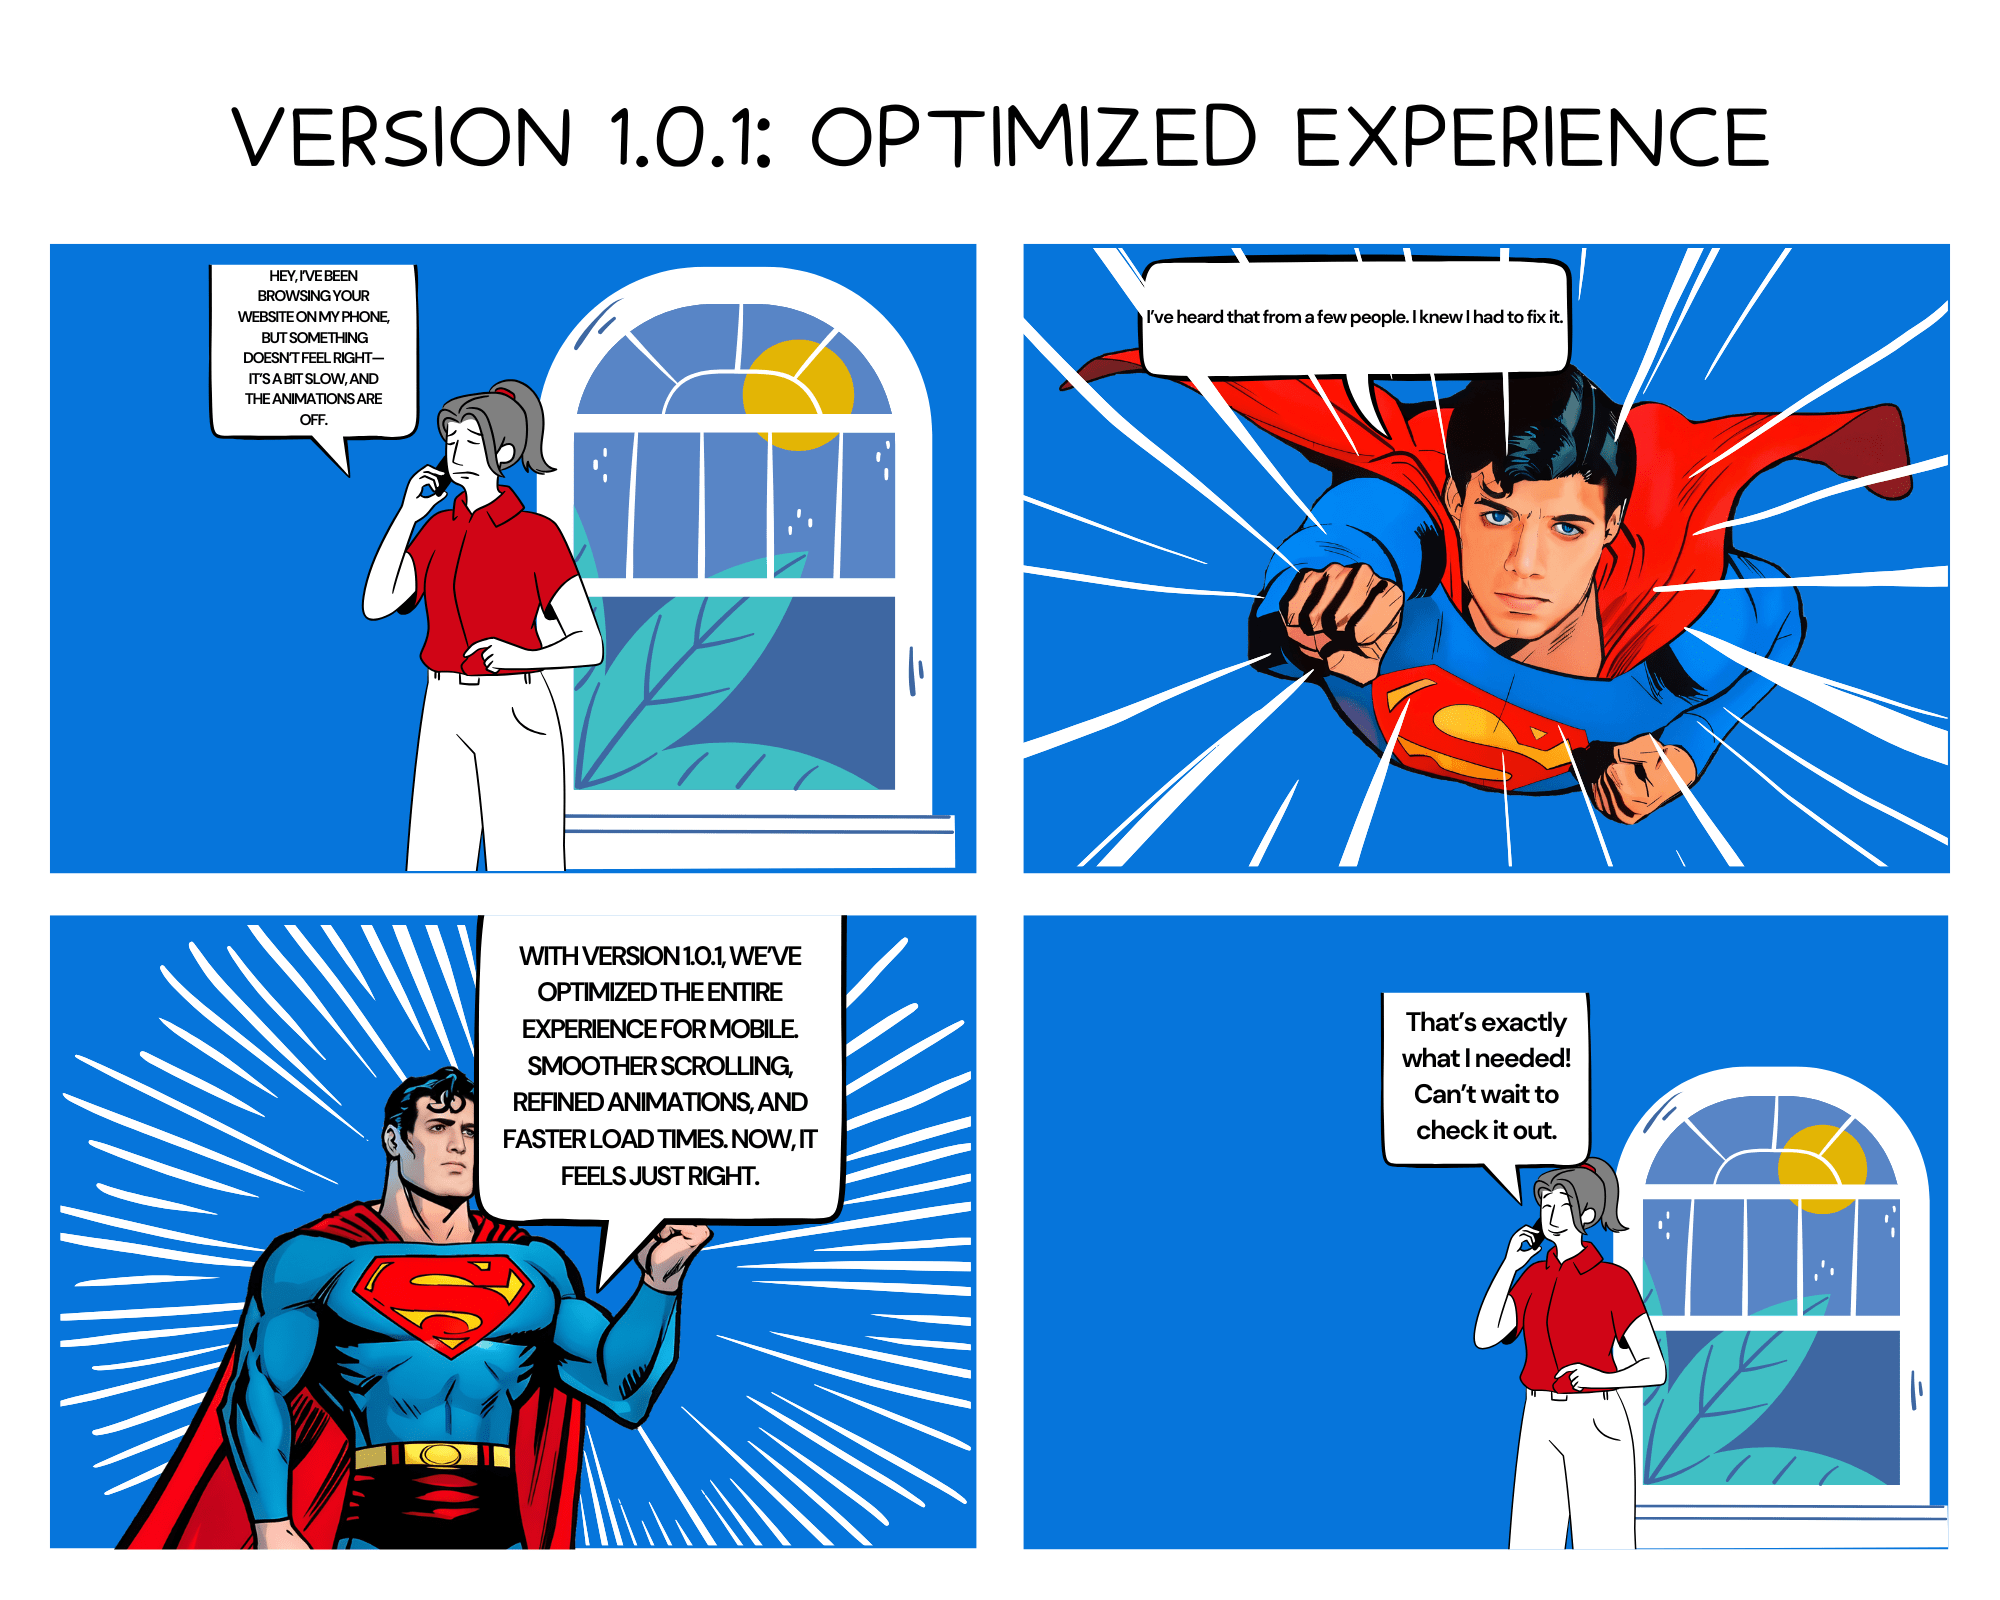 VERSION 1.0.1: OPTIMIZED EXPERIENCE
HEY, I'VE BEEN
BROWSING YOUR
WEBSITE ON MY PHONE,
BUT SOMETHING
DOESN'T FEEL RIGHT—
IT'S A BIT SLOW, AND
THE ANIMATIONS ARE
OFF.
I've heard that from a few people. I knew I had to fix it.
S
WITH VERSION 1.0.1, WE'VE
OPTIMIZED THE ENTIRE
EXPERIENCE FOR MOBILE.
SMOOTHER SCROLLING,
REFINED ANIMATIONS, AND
FASTER LOAD TIMES. NOW, IT
FEELS JUST RIGHT.
S
That's exactly
what I needed!
Can't wait to
check it out.